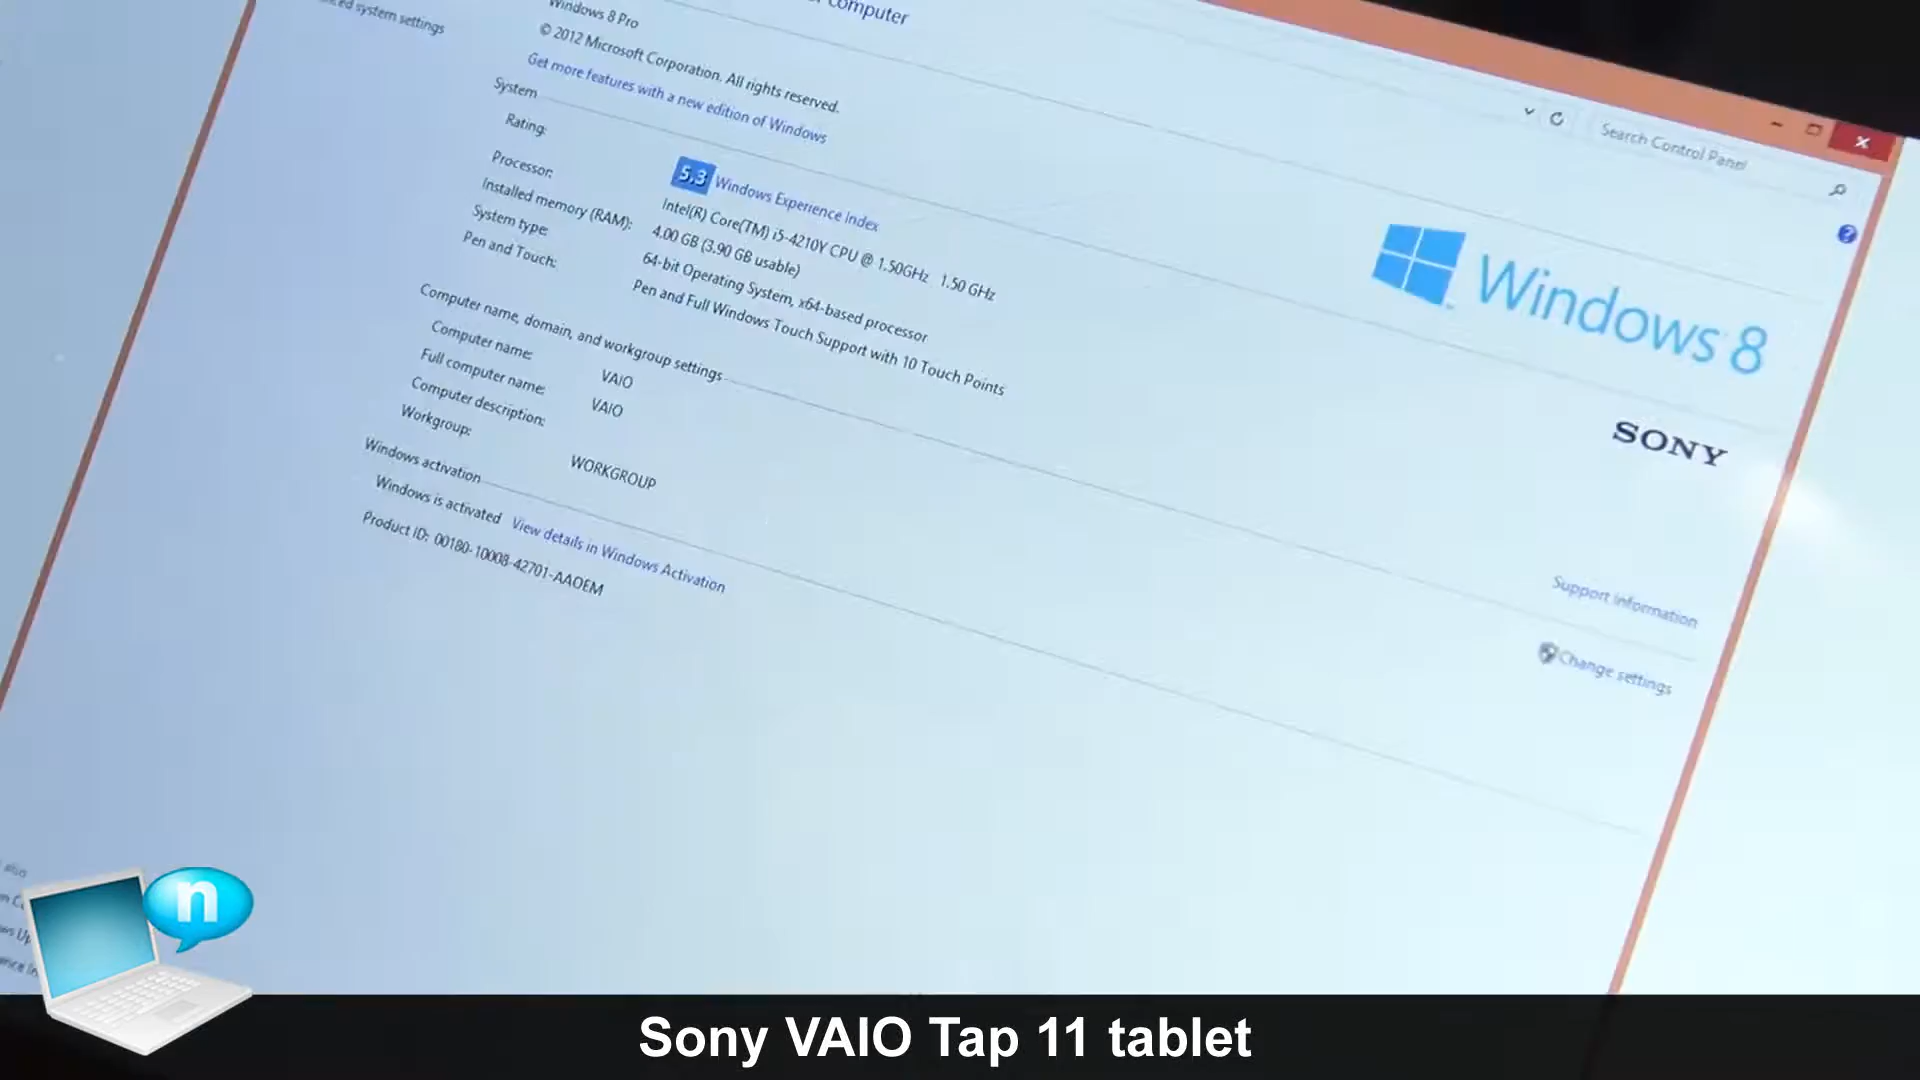 Computer
system settings
Windows 8 Pro
© 2012 Microsoft Corporation. All rights reserved.
Get more features with a new edition of Windows
Search Control Panel
System
Rating:
5.3 Windows Experience Index
Processor:
Intel(R) Core(TM) i5-4210Y CPU @ 1.50GHz 1.50 GHz
Installed memory (RAM):
4.00 GB (3.90 GB usable)
System type:
64-bit Operating System, x64-based processor
Pen and Touch:
Pen and Full Windows Touch Support with 10 Touch Points
Windows 8
SONY
Support Information
Computer name, domain, and workgroup settings
Computer name:
VAIO
Full computer name:
VAIO
Computer description:
Workgroup:
WORKGROUP
Change settings
Windows activation
Windows is activated View details in Windows Activation
Product ID: 00180-10008-42701-AAOEM
also
n
Sony VAIO Tap 11 tablet